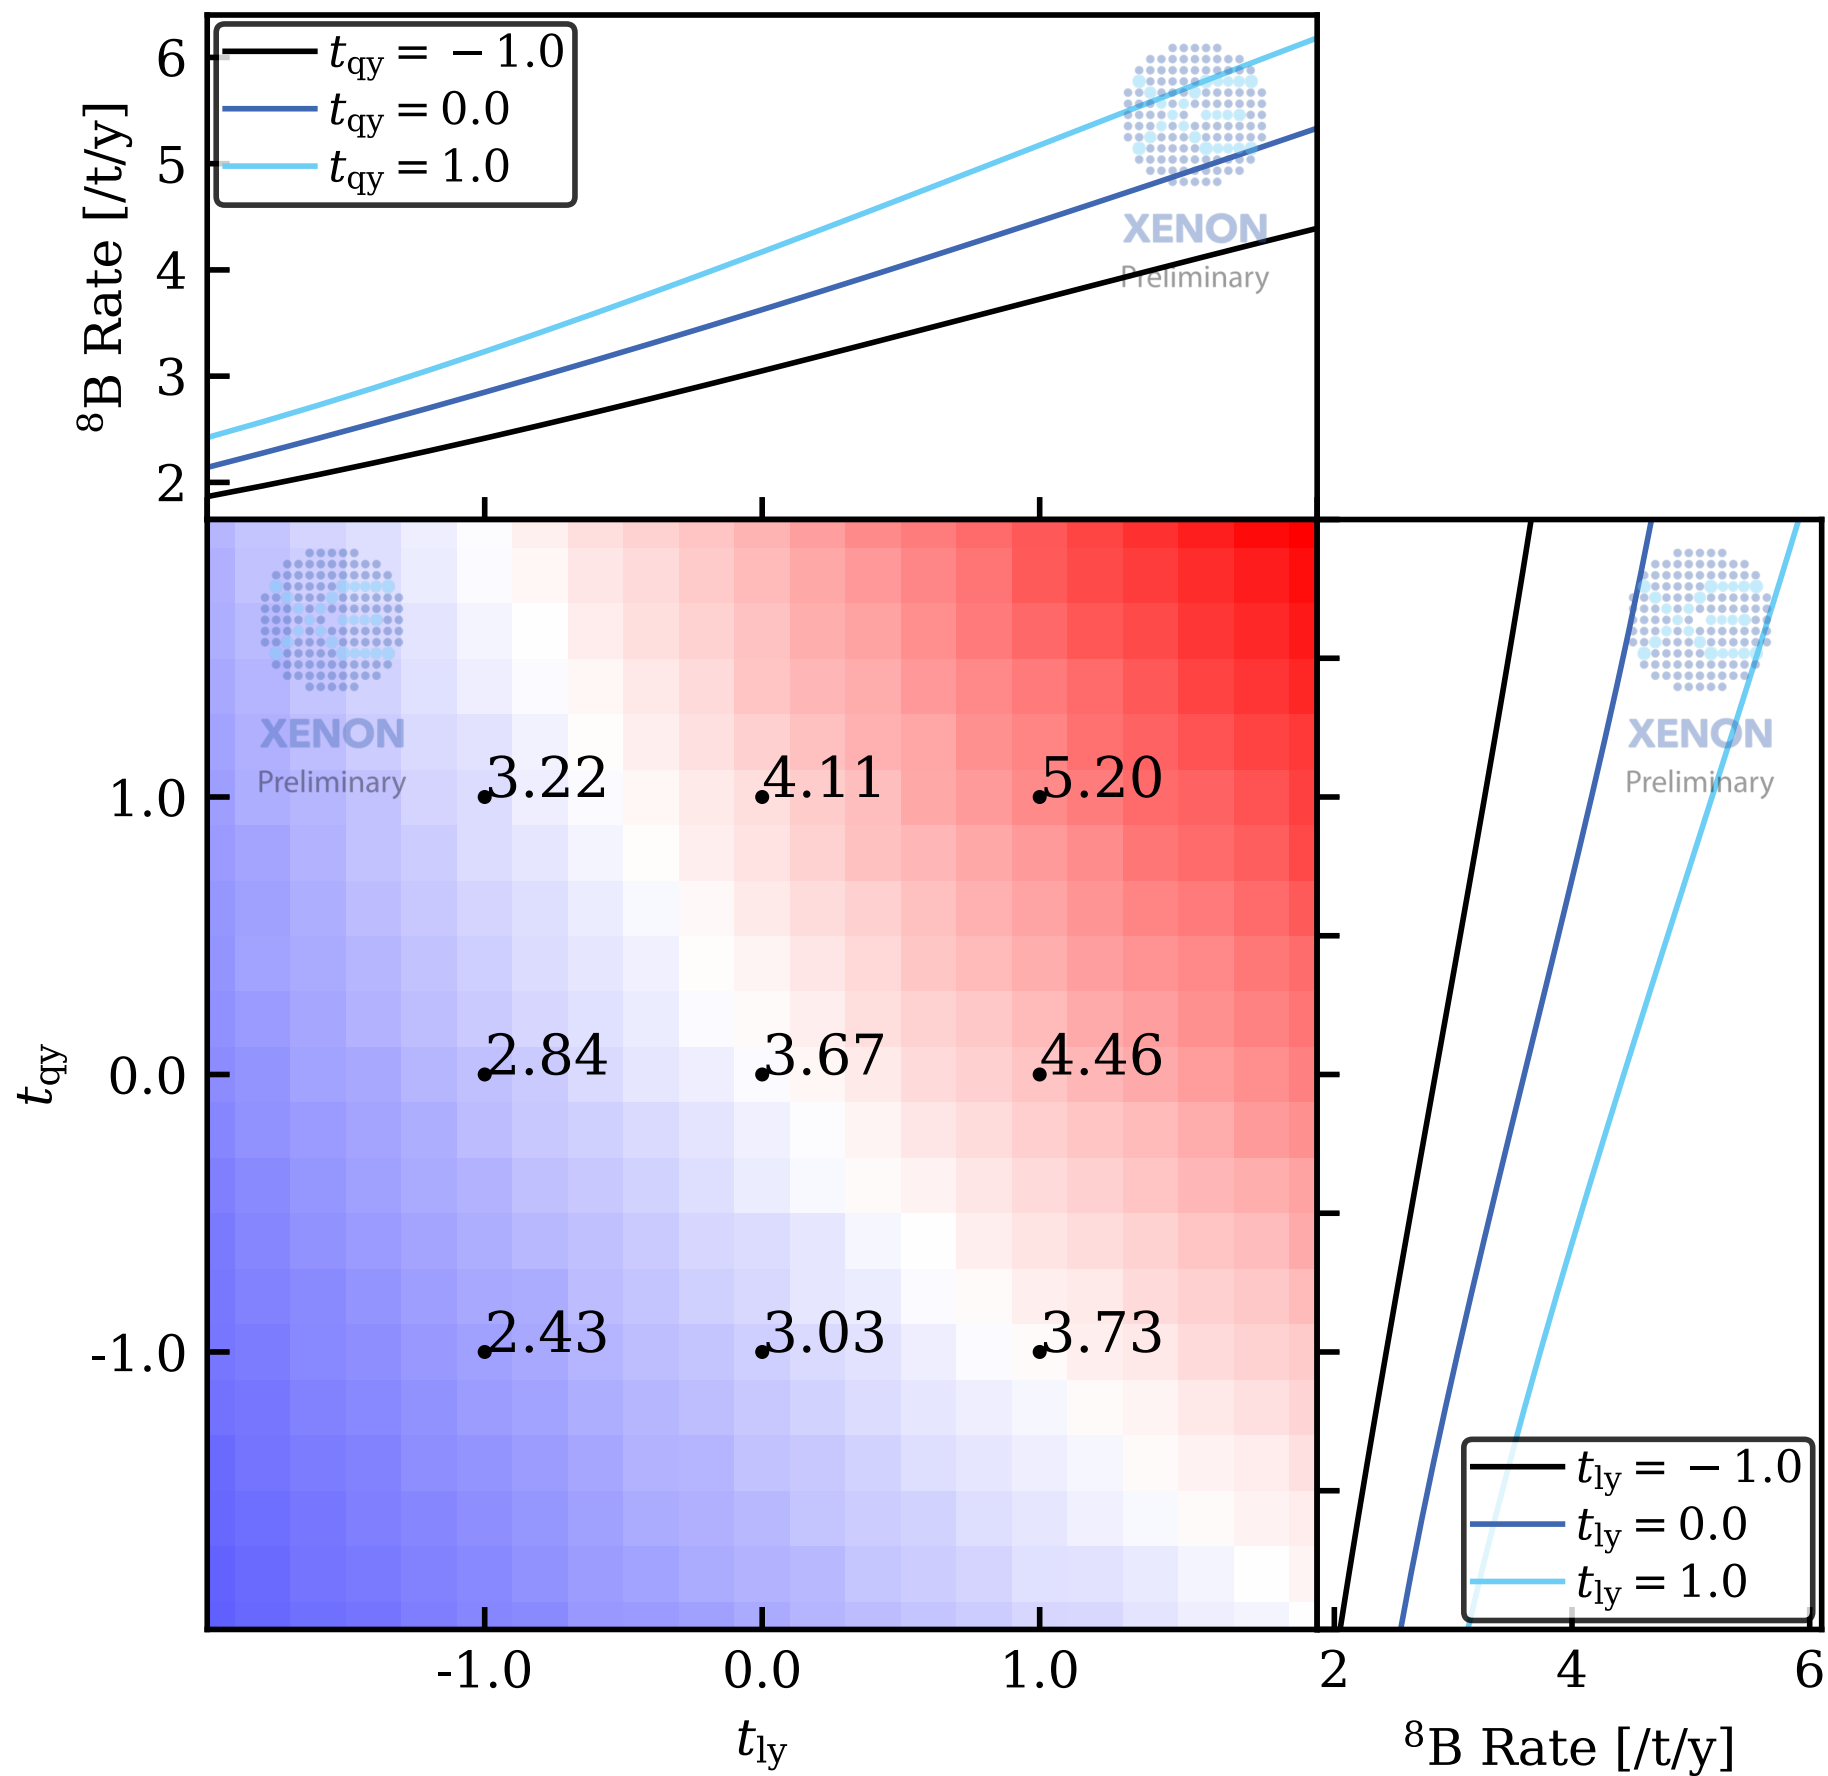 6
5
4
3
2
⁸B Rate [/t/y]
t_qy = −1.0
t_qy = 0.0
t_qy = 1.0
XENON
Preliminary
XENON
Preliminary
XENON
Preliminary
3.22 4.11 5.20
2.84 3.67 4.46
2.43 3.03 3.73
1.0
0.0
-1.0
t_qy
t_ly = −1.0
t_ly = 0.0
t_ly = 1.0
-1.0 0.0 1.0
t_ly
2 4 6
⁸B Rate [/t/y]